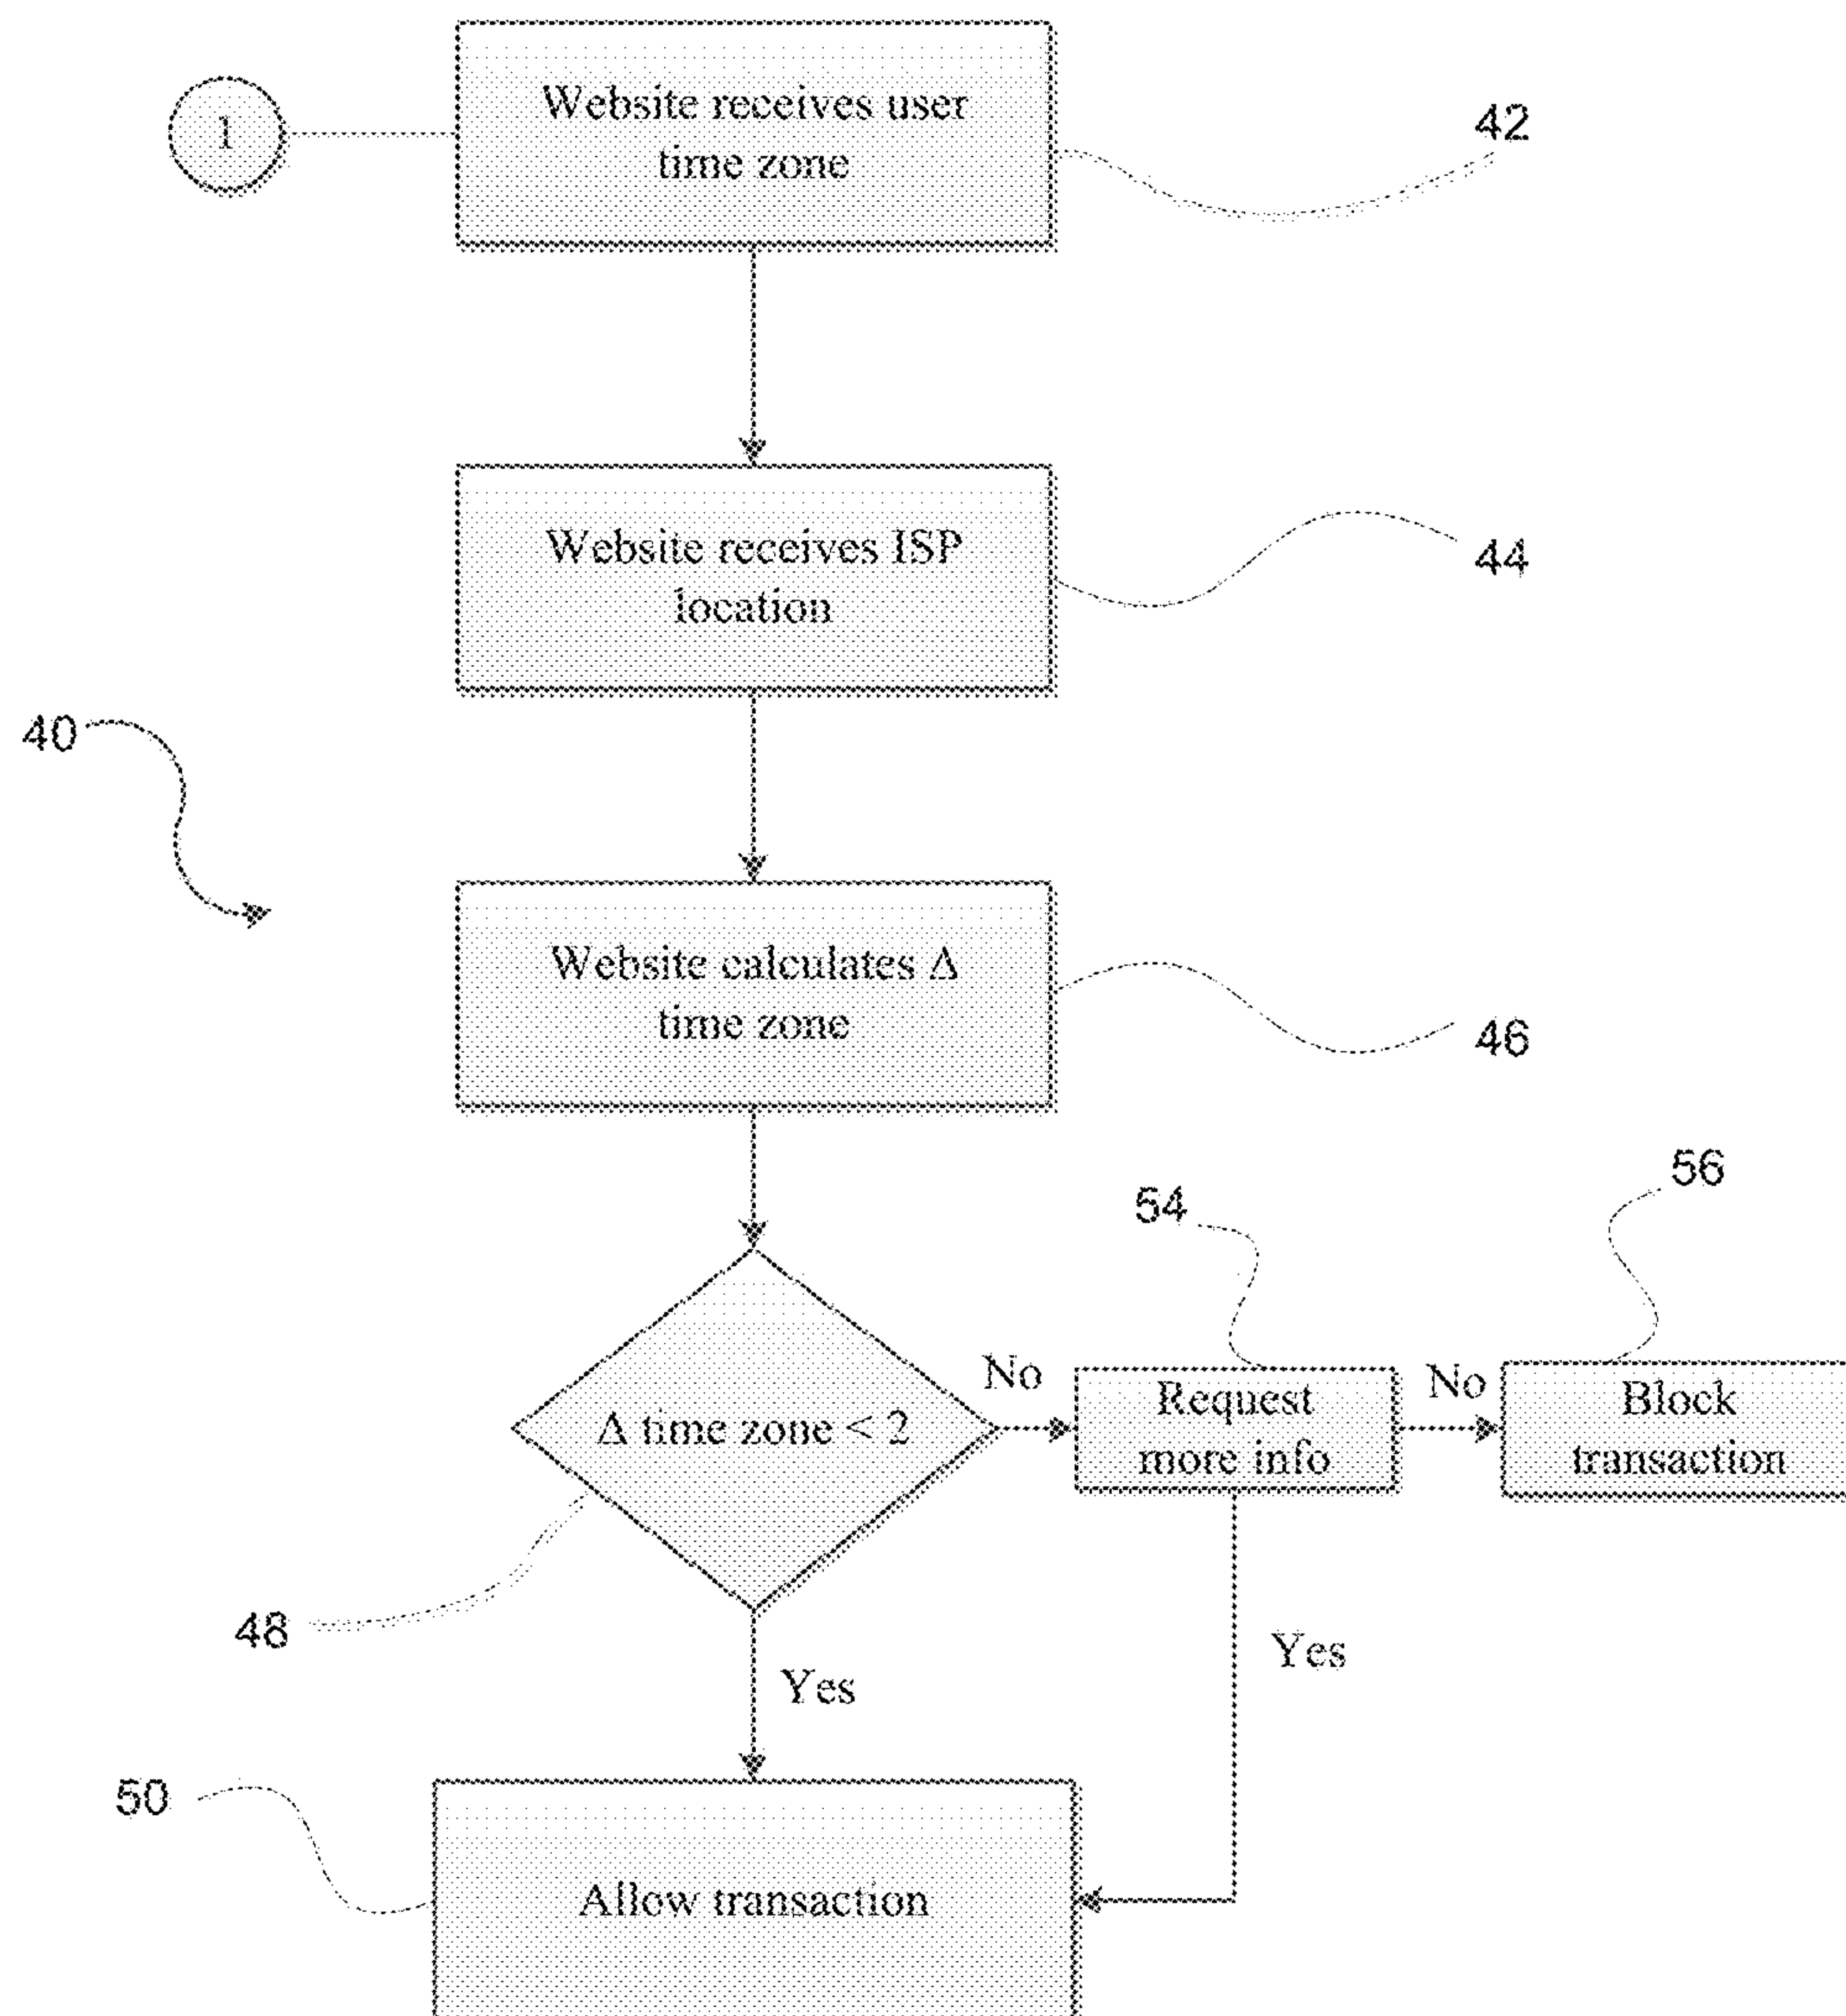 1
Website receives user
time zone
42
Website receives ISP
location
44
40
Website calculates Δ
time zone
46
Δ time zone < 2
48
No
54
Request
more info
No
56
Block
transaction
Yes
Yes
50
Allow transaction